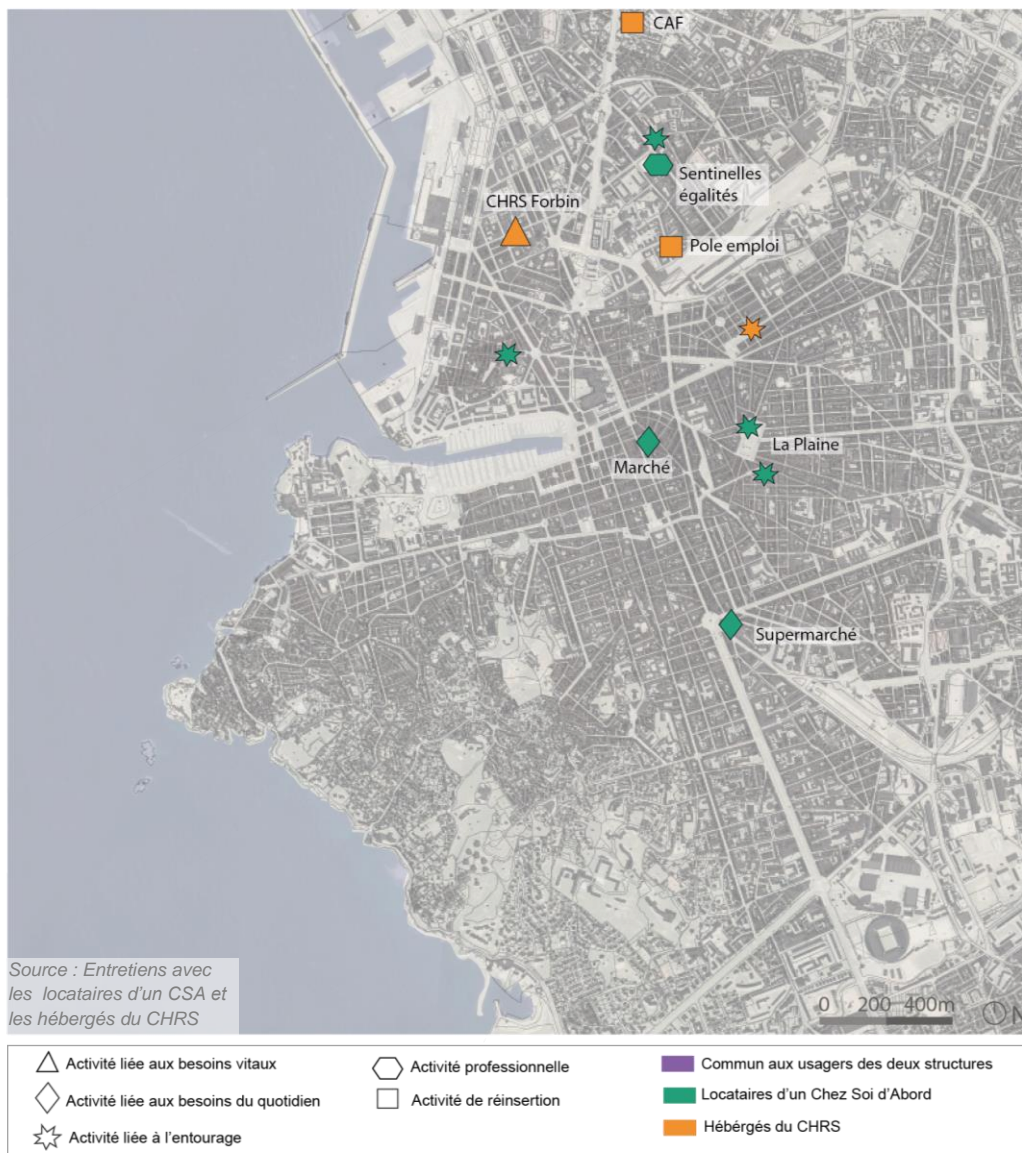 CAF
Sentinelles
égalités
CHRS Forbin
Pole emploi
La Plaine
Marché
Supermarché
Source : Entretiens avec
les locataires d'un CSA et
les hébergés du CHRS
0 200 400m
N
Activité liée aux besoins vitaux
Activité liée aux besoins du quotidien
Activité liée à l'entourage
Activité professionnelle
Activité de réinsertion
Commun aux usagers des deux structures
Locataires d'un Chez Soi d'Abord
Hébérgés du CHRS